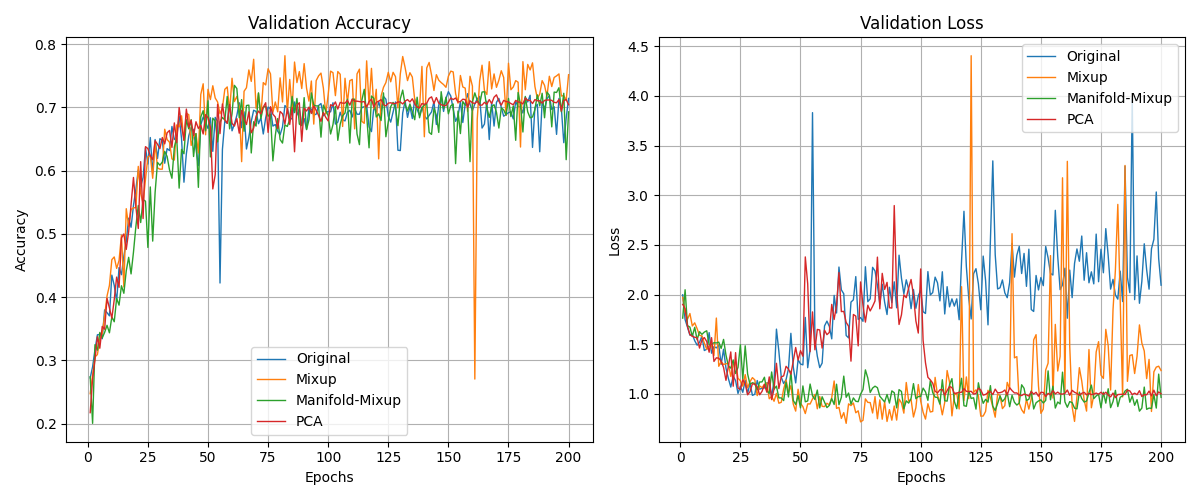 Validation Accuracy
Accuracy
0.8
0.7
0.6
0.5
0.4
0.3
0.2
Original
Mixup
Manifold-Mixup
PCA
0 25 50 75 100 125 150 175 200
Epochs
Validation Loss
Loss
4.5
4.0
3.5
3.0
2.5
2.0
1.5
1.0
Original
Mixup
Manifold-Mixup
PCA
0 25 50 75 100 125 150 175 200
Epochs